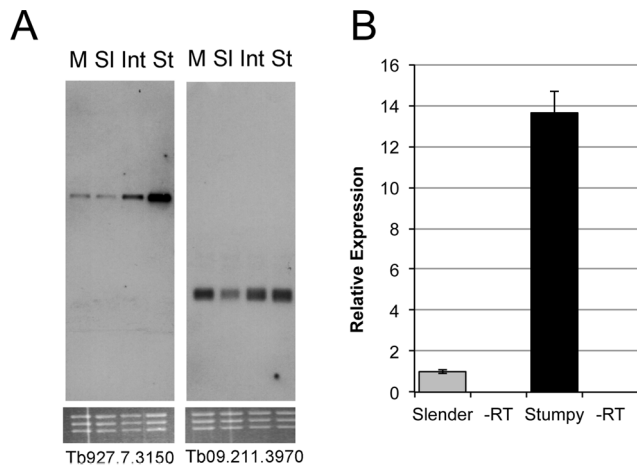 A
M Sl Int St
M Sl Int St
Tb927.7.3150
Tb09.211.3970
B
Relative Expression
16
14
12
10
8
6
4
2
0
Slender -RT Stumpy -RT